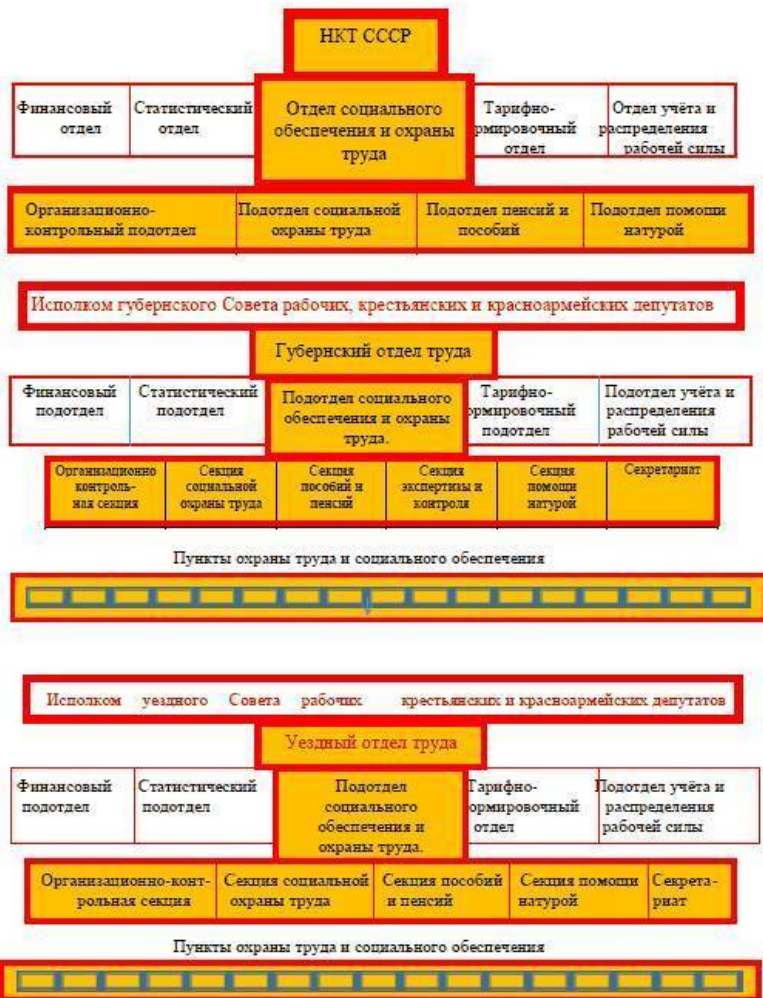 НКТ СССР
Финансовый
отдел
Статистический
отдел
Отдел социального
обеспечения и охраны
труда
Тарифно-
рмировочный
отдел
Отдел учёта и
распределения
рабочей силы
Организационно-
контрольный подотдел
Подотдел социальной
охраны труда
Подотдел пенсий и
пособий
Подотдел помощи
натурой
Исполком губернского Совета рабочих, крестьянских и красноармейских депутатов
Губернский отдел труда
Финансовый
подотдел
Статистический
подотдел
Подотдел социального
обеспечения и охраны
труда.
Тарифно-
ормировочный
подотдел
Подотдел учёта и
распределения
рабочей силы
Организационно
контроль-
ная секция
Секция
социальной
охраны труда
Секция
пособий и
пенсий
Секция
экспертизы и
контроля
Секция
помощи
натурой
Секретариат
Пункты охраны труда и социального обеспечения
Исполком уездного Совета рабочих крестьянских и красноармейских депутатов
Уездный отдел труда
Финансовый
подотдел
Статистический
подотдел
Подотдел
социального
обеспечения и
охраны труда.
Тарифно-
ормировочный
отдел
Подотдел учёта и
распределения
рабочей силы
Организационно-конт-
рольная секция
Секция социальной
охраны труда
Секция пособий
и пенсий
Секция помощи
натурой
Секрета-
риат
Пункты охраны труда и социального обеспечения